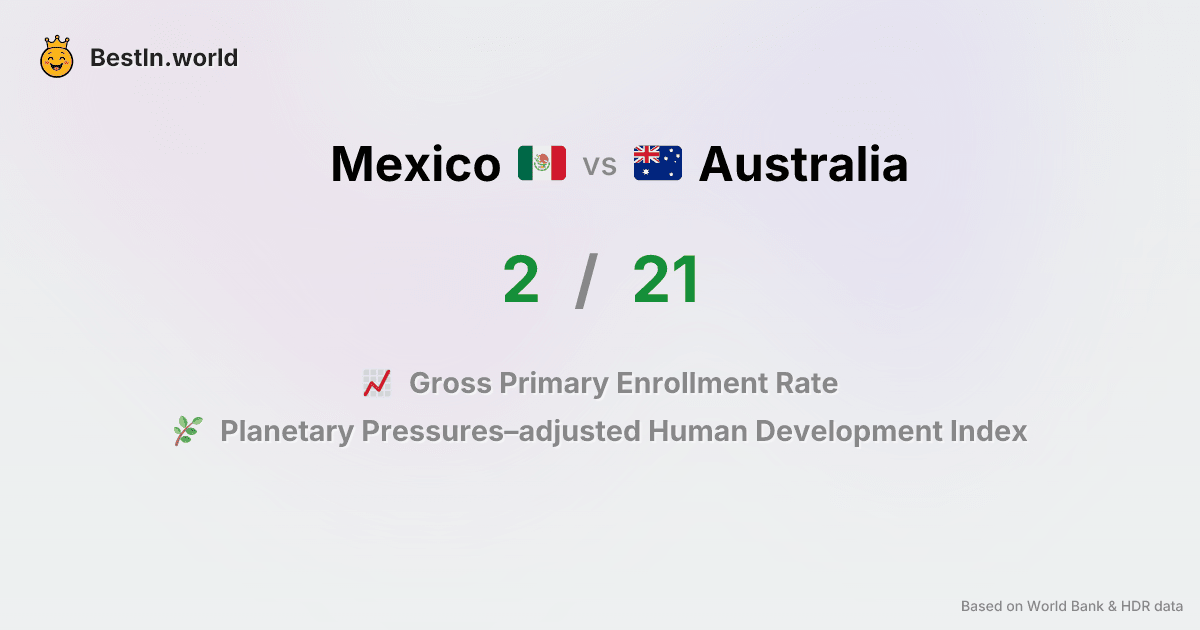 BestIn.world
Mexico vs Australia
2 / 21
Gross Primary Enrollment Rate
Planetary Pressures–adjusted Human Development Index
Based on World Bank & HDR data